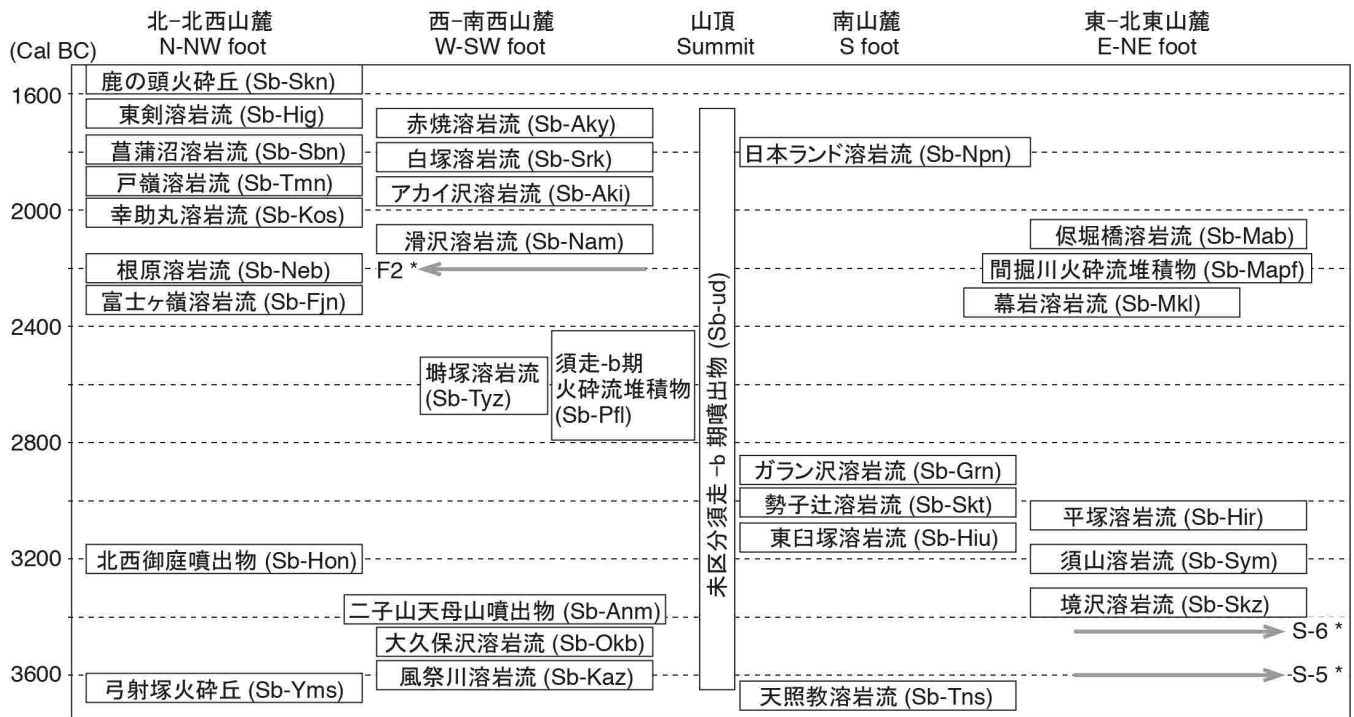 北-北西山麓
N-NW foot
西-南西山麓
W-SW foot
山頂
Summit
南山麓
S foot
東-北東山麓
E-NE foot
(Cal BC)
1600
2000
2400
2800
3200
3600
鹿の頭火砕丘 (Sb-Skn)
東剣溶岩流 (Sb-Hig)
菖蒲沼溶岩流 (Sb-Sbn)
戸嶺溶岩流 (Sb-Tmn)
幸助丸溶岩流 (Sb-Kos)
根原溶岩流 (Sb-Neb)
富士ヶ嶺溶岩流 (Sb-Fjn)
北西御庭噴出物 (Sb-Hon)
弓射塚火砕丘 (Sb-Yms)
赤焼溶岩流 (Sb-Aky)
白塚溶岩流 (Sb-Srk)
アカイ沢溶岩流 (Sb-Aki)
滑沢溶岩流 (Sb-Nam)
F2 *
塒塚溶岩流
(Sb-Tyz)
須走-b期
火砕流堆積物
(Sb-Pfl)
二子山天母山噴出物 (Sb-Anm)
大久保沢溶岩流 (Sb-Okb)
風祭川溶岩流 (Sb-Kaz)
未区分須走-b期噴出物 (Sb-ud)
日本ランド溶岩流 (Sb-Npn)
ガラン沢溶岩流 (Sb-Grn)
勢子辻溶岩流 (Sb-Skt)
東臼塚溶岩流 (Sb-Hiu)
天照教溶岩流 (Sb-Tns)
侭堀橋溶岩流 (Sb-Mab)
間掘川火砕流堆積物 (Sb-Mapf)
幕岩溶岩流 (Sb-Mkl)
平塚溶岩流 (Sb-Hir)
須山溶岩流 (Sb-Sym)
境沢溶岩流 (Sb-Skz)
S-6 *
S-5 *